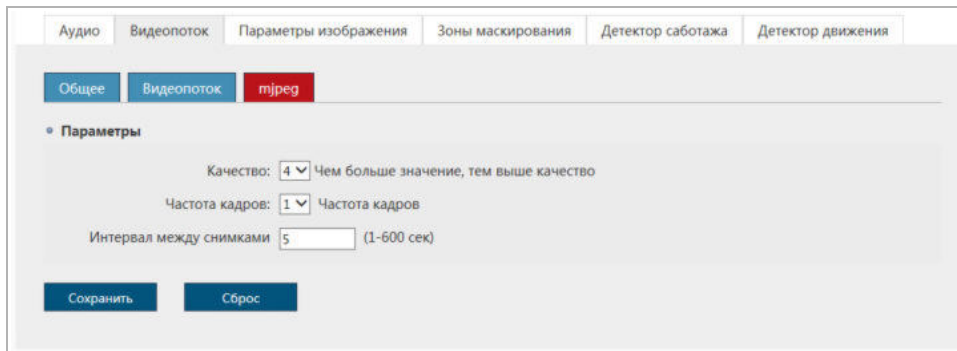 Аудио Видеопоток Параметры изображения Зоны маскирования Детектор саботажа Детектор движения
Общее Видеопоток mjpeg
Параметры
Качество: 4 Чем больше значение, тем выше качество
Частота кадров: 1 Частота кадров
Интервал между снимками 5 (1-600 сек)
Сохранить Сброс